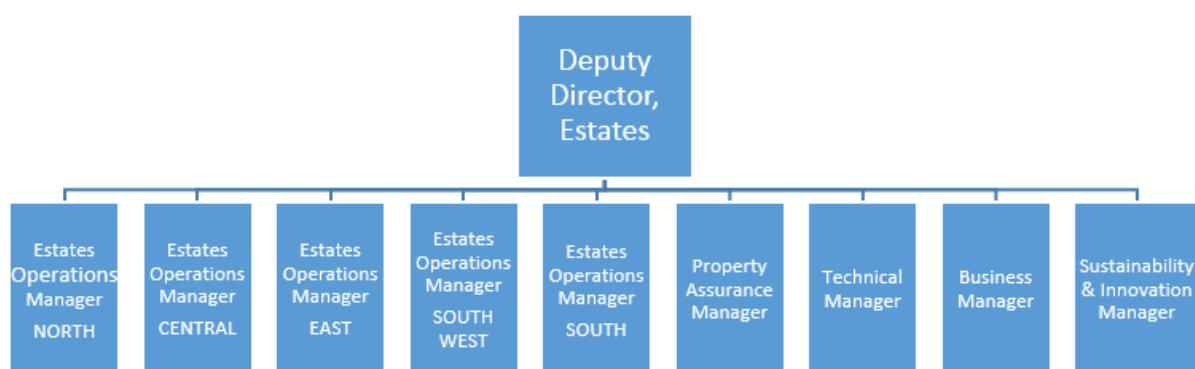 Deputy
Director,
Estates
Estates
Operations
Manager
NORTH
Estates
Operations
Manager
CENTRAL
Estates
Operations
Manager
EAST
Estates
Operations
Manager
SOUTH
WEST
Estates
Operations
Manager
SOUTH
Property
Assurance
Manager
Technical
Manager
Business
Manager
Sustainability
& Innovation
Manager